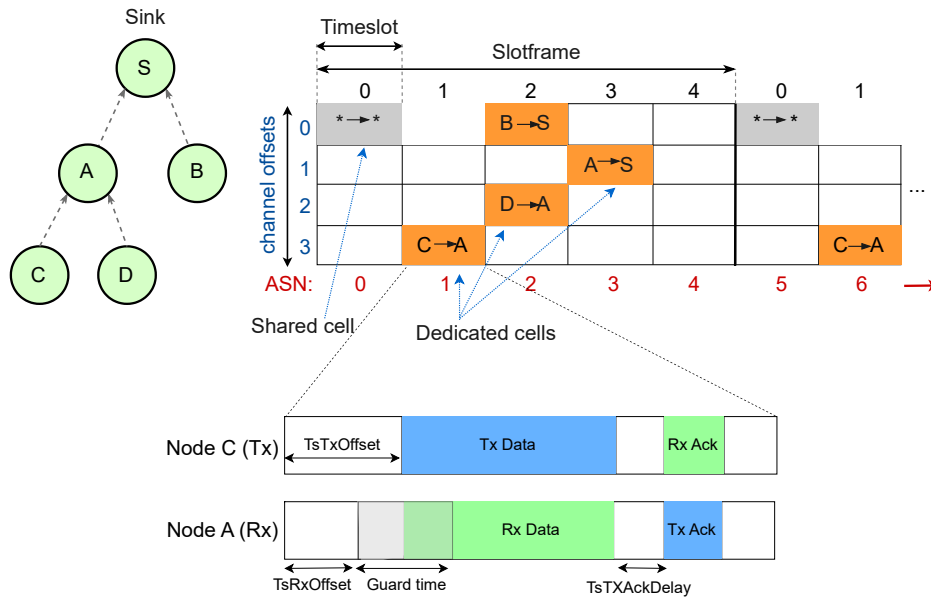 Sink
S
A
B
C
D
Timeslot
Slotframe
0 1 2 3 4 0 1
channel offsets
0 * → * B → S * → *
1 A → S
2 D → A
3 C → A C → A
...
ASN: 0 1 2 3 4 5 6
Shared cell
Dedicated cells
Node C (Tx)
TsTxOffset
Tx Data
Rx Ack
Node A (Rx)
Rx Data
Tx Ack
TsRxOffset
Guard time
TsTXAckDelay